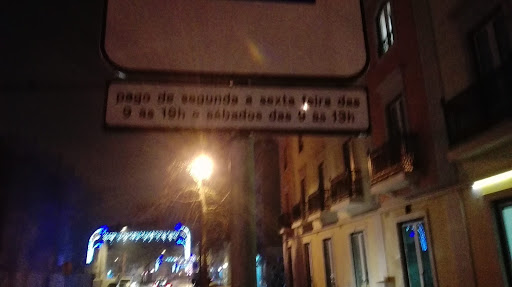 pago de segunda a sexta feira das
9 às 19h e sábados das 9 às 13h